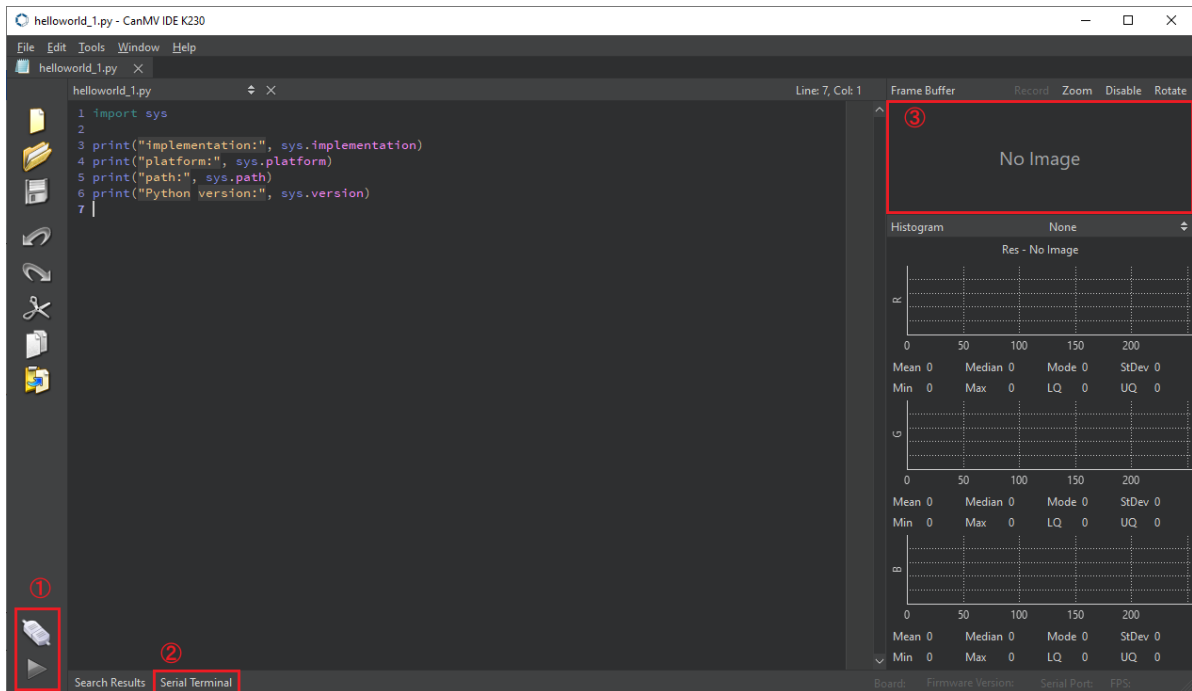 helloworld_1.py - CanMV IDE K230
File Edit Tools Window Help
helloworld_1.py
helloworld_1.py Line: 7, Col: 1 Frame Buffer Record Zoom Disable Rotate
1 import sys
2
3 print("implementation:", sys.implementation)
4 print("platform:", sys.platform)
5 print("path:", sys.path)
6 print("Python version:", sys.version)
7
③
No Image
Histogram None
Res - No Image
R
0 50 100 150 200
Mean 0 Median 0 Mode 0 StDev 0
Min 0 Max 0 LQ 0 UQ 0
G
0 50 100 150 200
Mean 0 Median 0 Mode 0 StDev 0
Min 0 Max 0 LQ 0 UQ 0
B
0 50 100 150 200
Mean 0 Median 0 Mode 0 StDev 0
Min 0 Max 0 LQ 0 UQ 0
①
②
Search Results Serial Terminal
Board: Firmware Version: Serial Port: FPS: